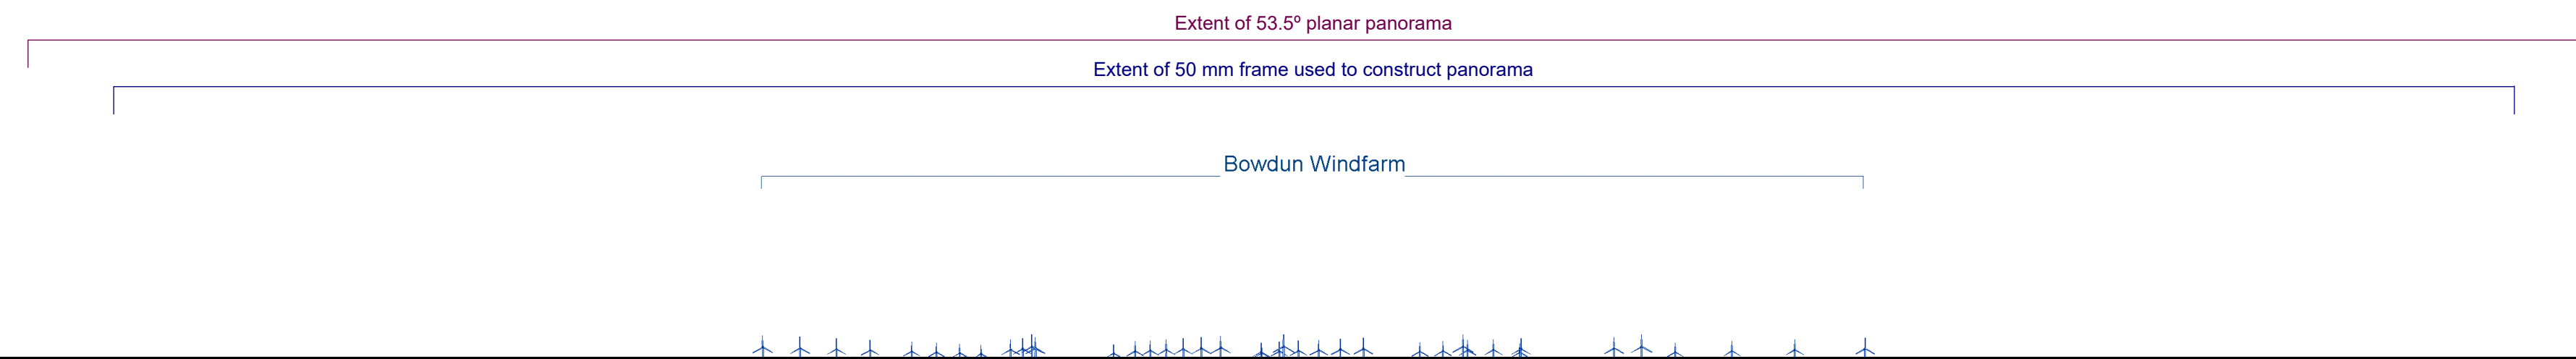 Extent of 53.5º planar panorama
Extent of 50 mm frame used to construct panorama
Bowdun Windfarm